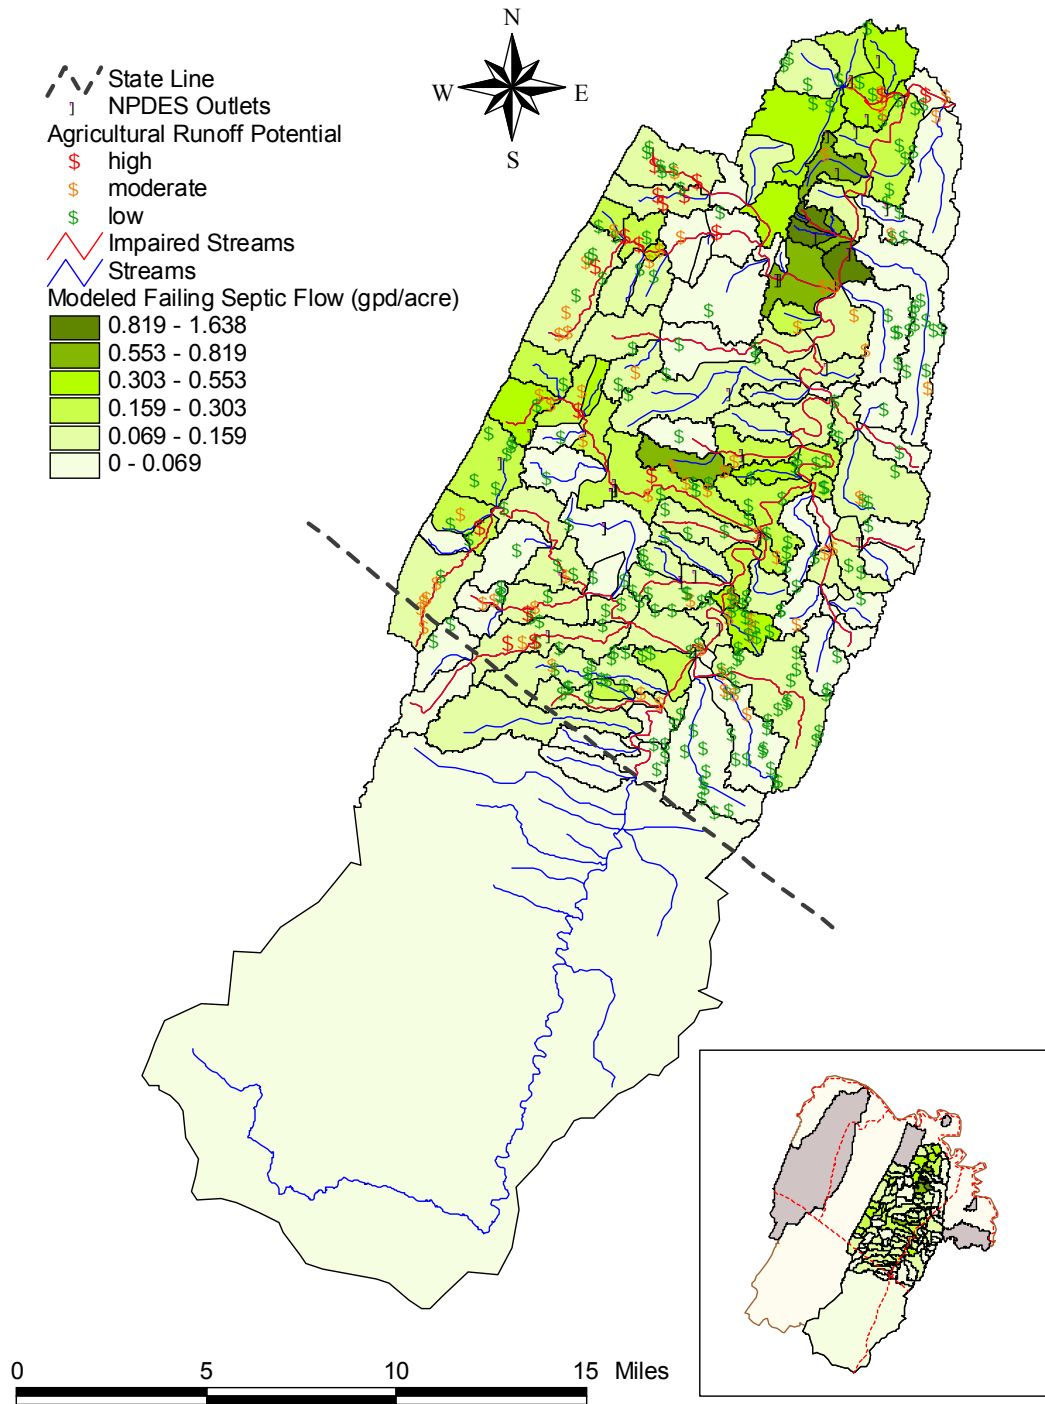 N
W E
S
State Line
] NPDES Outlets
Agricultural Runoff Potential
$ high
$ moderate
$ low
Impaired Streams
Streams
Modeled Failing Septic Flow (gpd/acre)
0.819 - 1.638
0.553 - 0.819
0.303 - 0.553
0.159 - 0.303
0.069 - 0.159
0 - 0.069
0 5 10 15 Miles